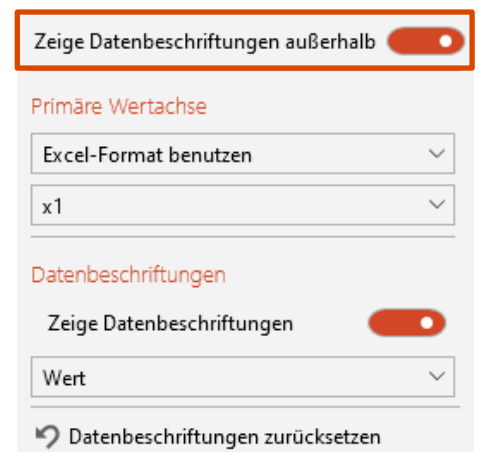 Zeige Datenbeschriftungen außerhalb
Primäre Wertachse
Excel-Format benutzen
x1
Datenbeschriftungen
Zeige Datenbeschriftungen
Wert
Datenbeschriftungen zurücksetzen